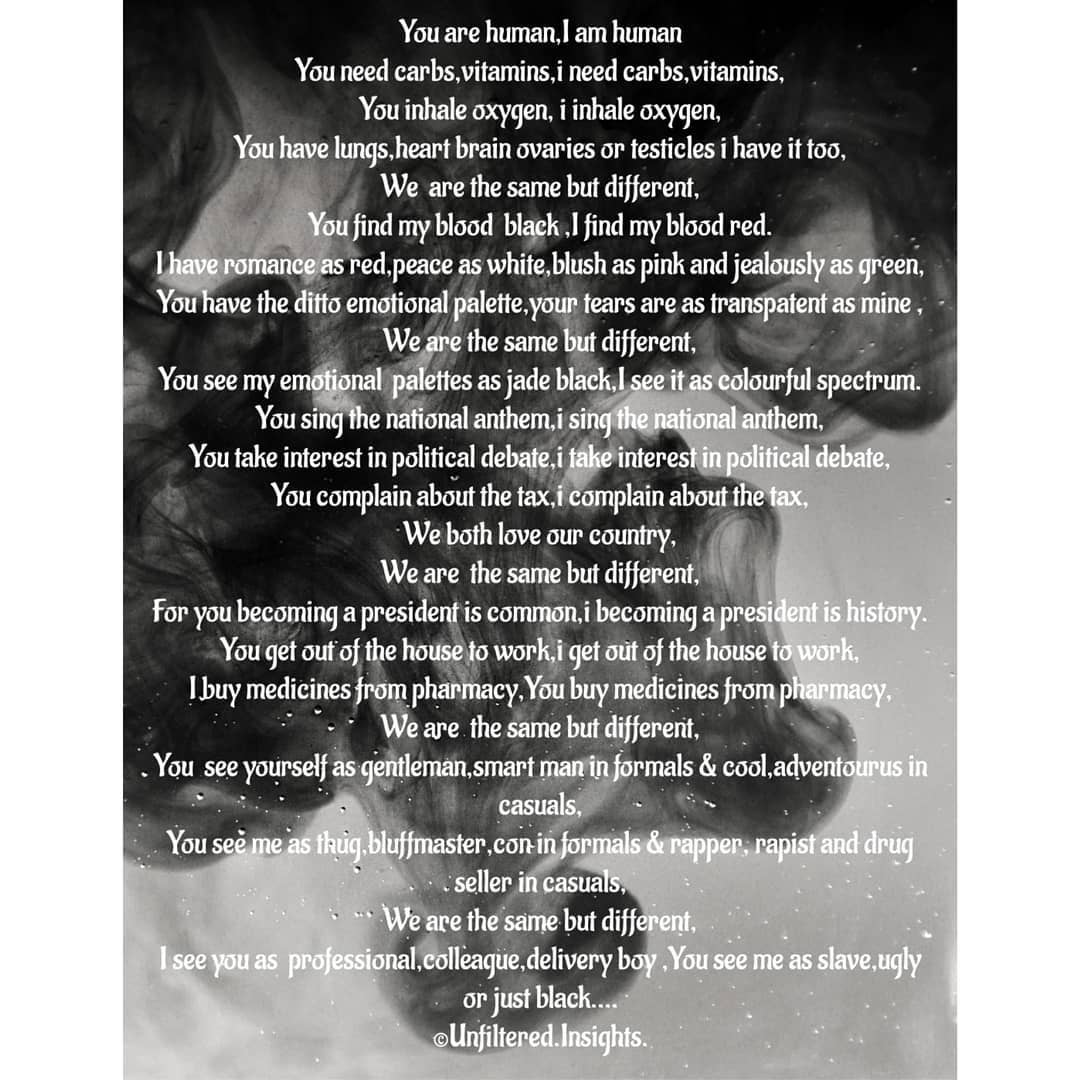 You are human,I am human
You need carbs,vitamins,i need carbs,vitamins,
You inhale oxygen, i inhale oxygen,
You have lungs,heart brain ovaries or testicles i have it too,
We are the same but different,
You find my blood black ,I find my blood red.
I have romance as red,peace as white,blush as pink and jealously as green,
You have the ditto emotional palette,your tears are as transpatent as mine ,
We are the same but different,
You see my emotional palettes as jade black,I see it as colourful spectrum.
You sing the national anthem,i sing the national anthem,
You take interest in political debate,i take interest in political debate,
You complain about the tax,i complain about the tax,
We both love our country,
We are the same but different,
For you becoming a president is common,i becoming a president is history.
You get out of the house to work,i get out of the house to work,
I buy medicines from pharmacy,You buy medicines from pharmacy,
We are the same but different,
. You see yourself as gentleman,smart man in formals & cool,adventourus in
casuals,
You see me as thug,bluffmaster,con in formals & rapper, rapist and drug
seller in casuals,
We are the same but different,
I see you as professional,colleague,delivery boy ,You see me as slave,ugly
or just black....
©Unfiltered.Insights.